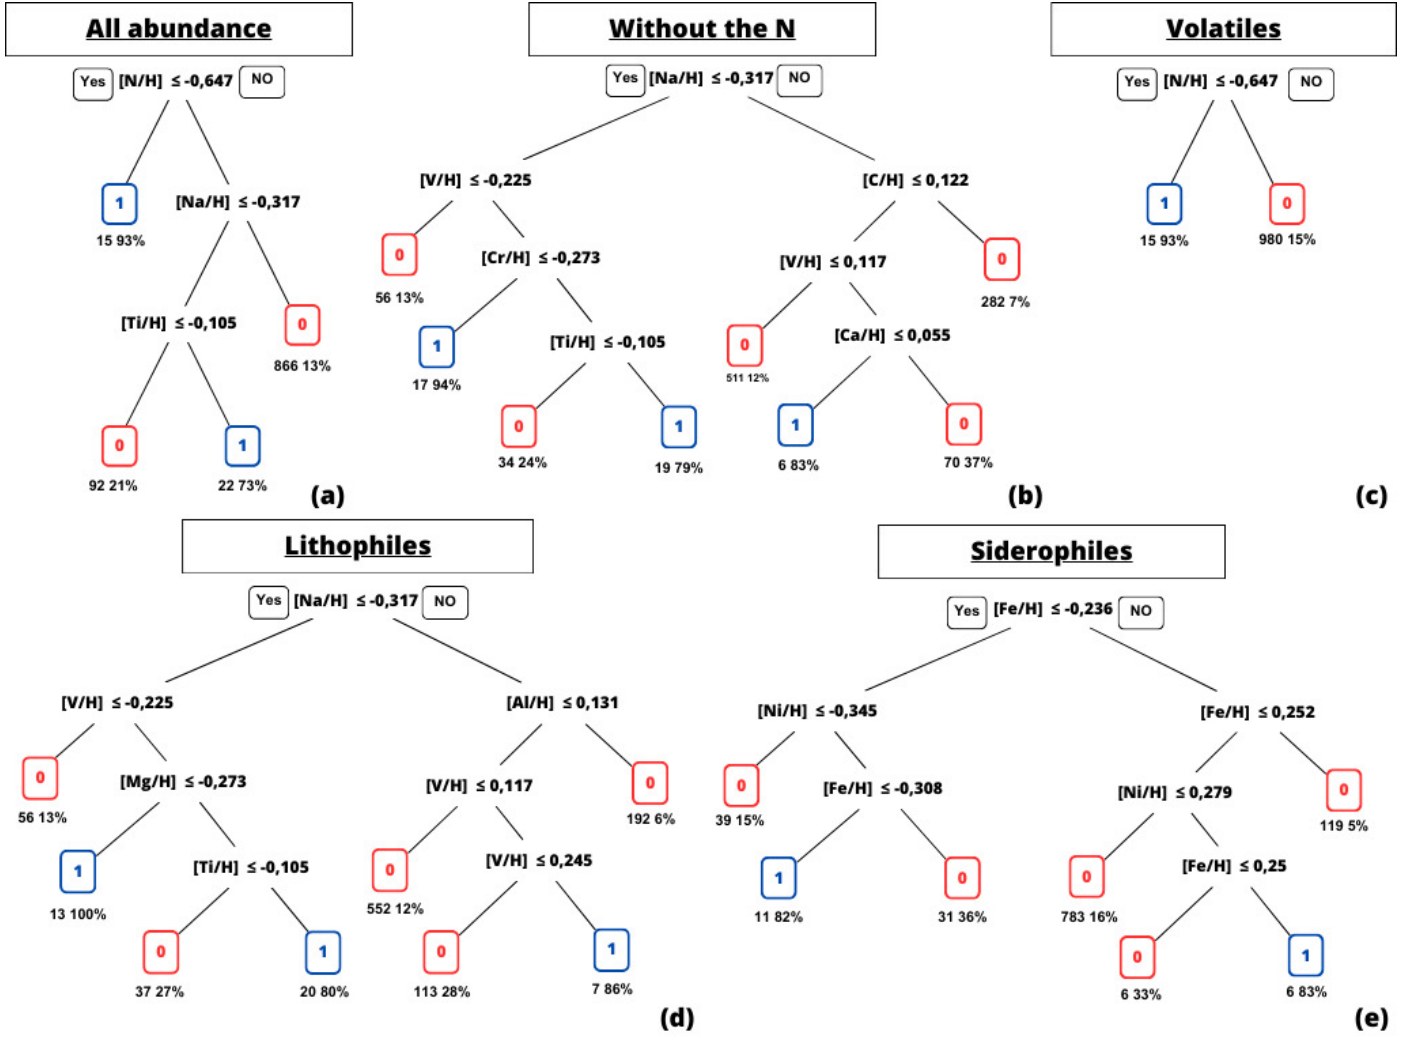 All abundance
Yes [N/H] ≤ -0,647 NO
1
15 93%
[Na/H] ≤ -0,317
[Ti/H] ≤ -0,105
0
866 13%
0
92 21%
1
22 73%
(a)
Without the N
Yes [Na/H] ≤ -0,317 NO
[V/H] ≤ -0,225
[C/H] ≤ 0,122
0
56 13%
[Cr/H] ≤ -0,273
[V/H] ≤ 0,117
0
282 7%
1
17 94%
[Ti/H] ≤ -0,105
0
511 12%
[Ca/H] ≤ 0,055
0
34 24%
1
19 79%
1
6 83%
0
70 37%
(b)
Volatiles
Yes [N/H] ≤ -0,647 NO
1
15 93%
0
980 15%
(c)
Lithophiles
Yes [Na/H] ≤ -0,317 NO
[V/H] ≤ -0,225
[Al/H] ≤ 0,131
0
56 13%
[Mg/H] ≤ -0,273
[V/H] ≤ 0,117
0
192 6%
1
13 100%
[Ti/H] ≤ -0,105
0
552 12%
[V/H] ≤ 0,245
0
37 27%
1
20 80%
0
113 28%
1
7 86%
(d)
Siderophiles
Yes [Fe/H] ≤ -0,236 NO
[Ni/H] ≤ -0,345
[Fe/H] ≤ 0,252
0
39 15%
[Fe/H] ≤ -0,308
[Ni/H] ≤ 0,279
0
119 5%
1
11 82%
0
31 36%
0
783 16%
[Fe/H] ≤ 0,25
0
6 33%
1
6 83%
(e)